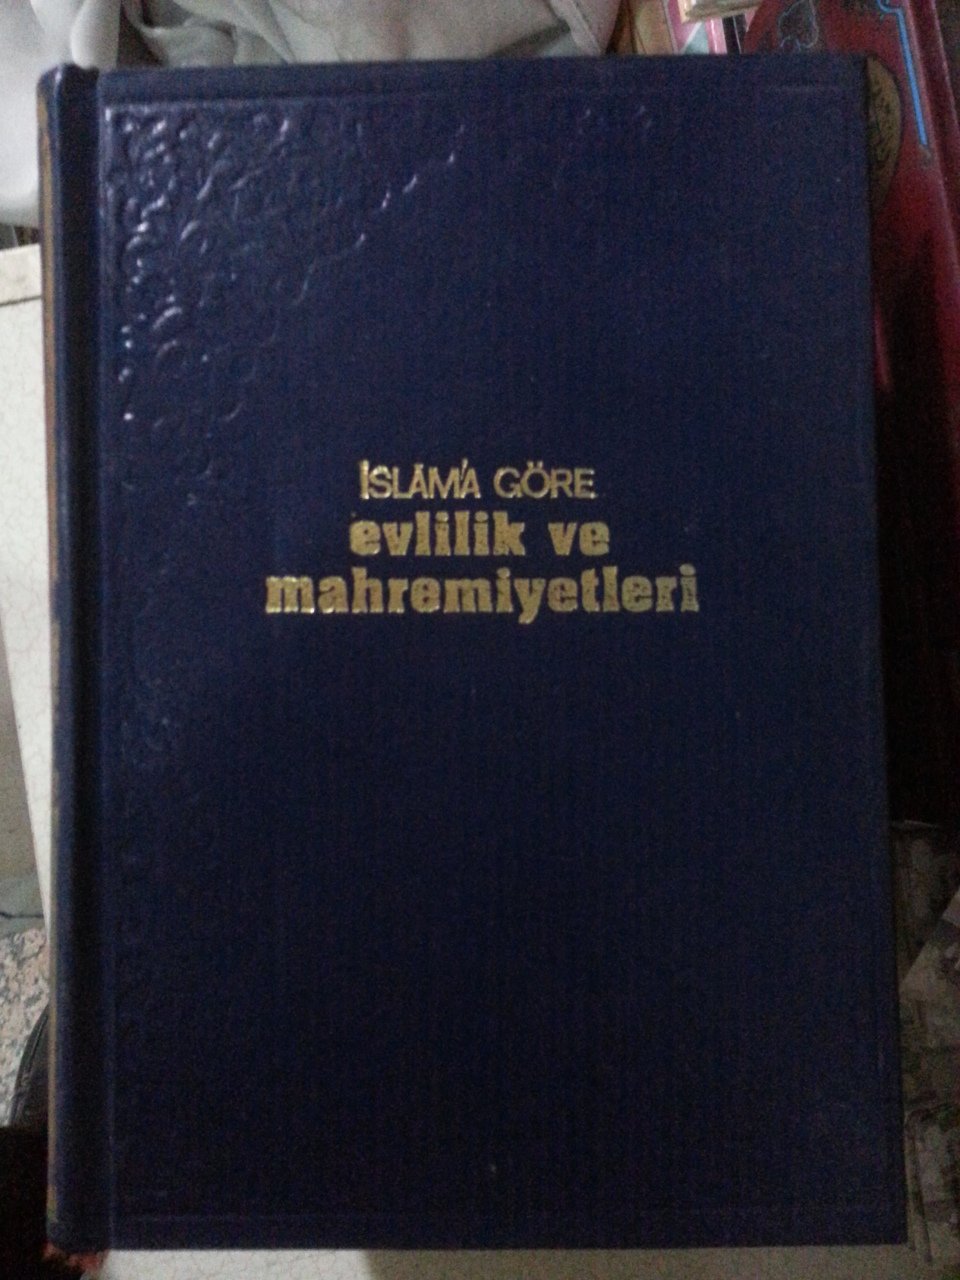 İSLÂM'A GÖRE
evlilik ve
mahremiyetleri